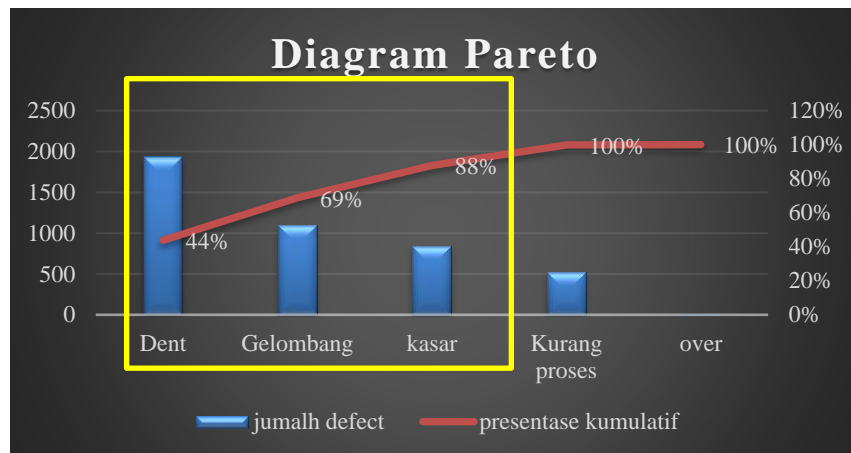 Diagram Pareto
2500
2000
1500
1000
500
0
120%
100%
80%
60%
40%
20%
0%
44%
69%
88%
100%
100%
Dent
Gelombang
kasar
Kurang
proses
over
jumalh defect
presentase kumulatif